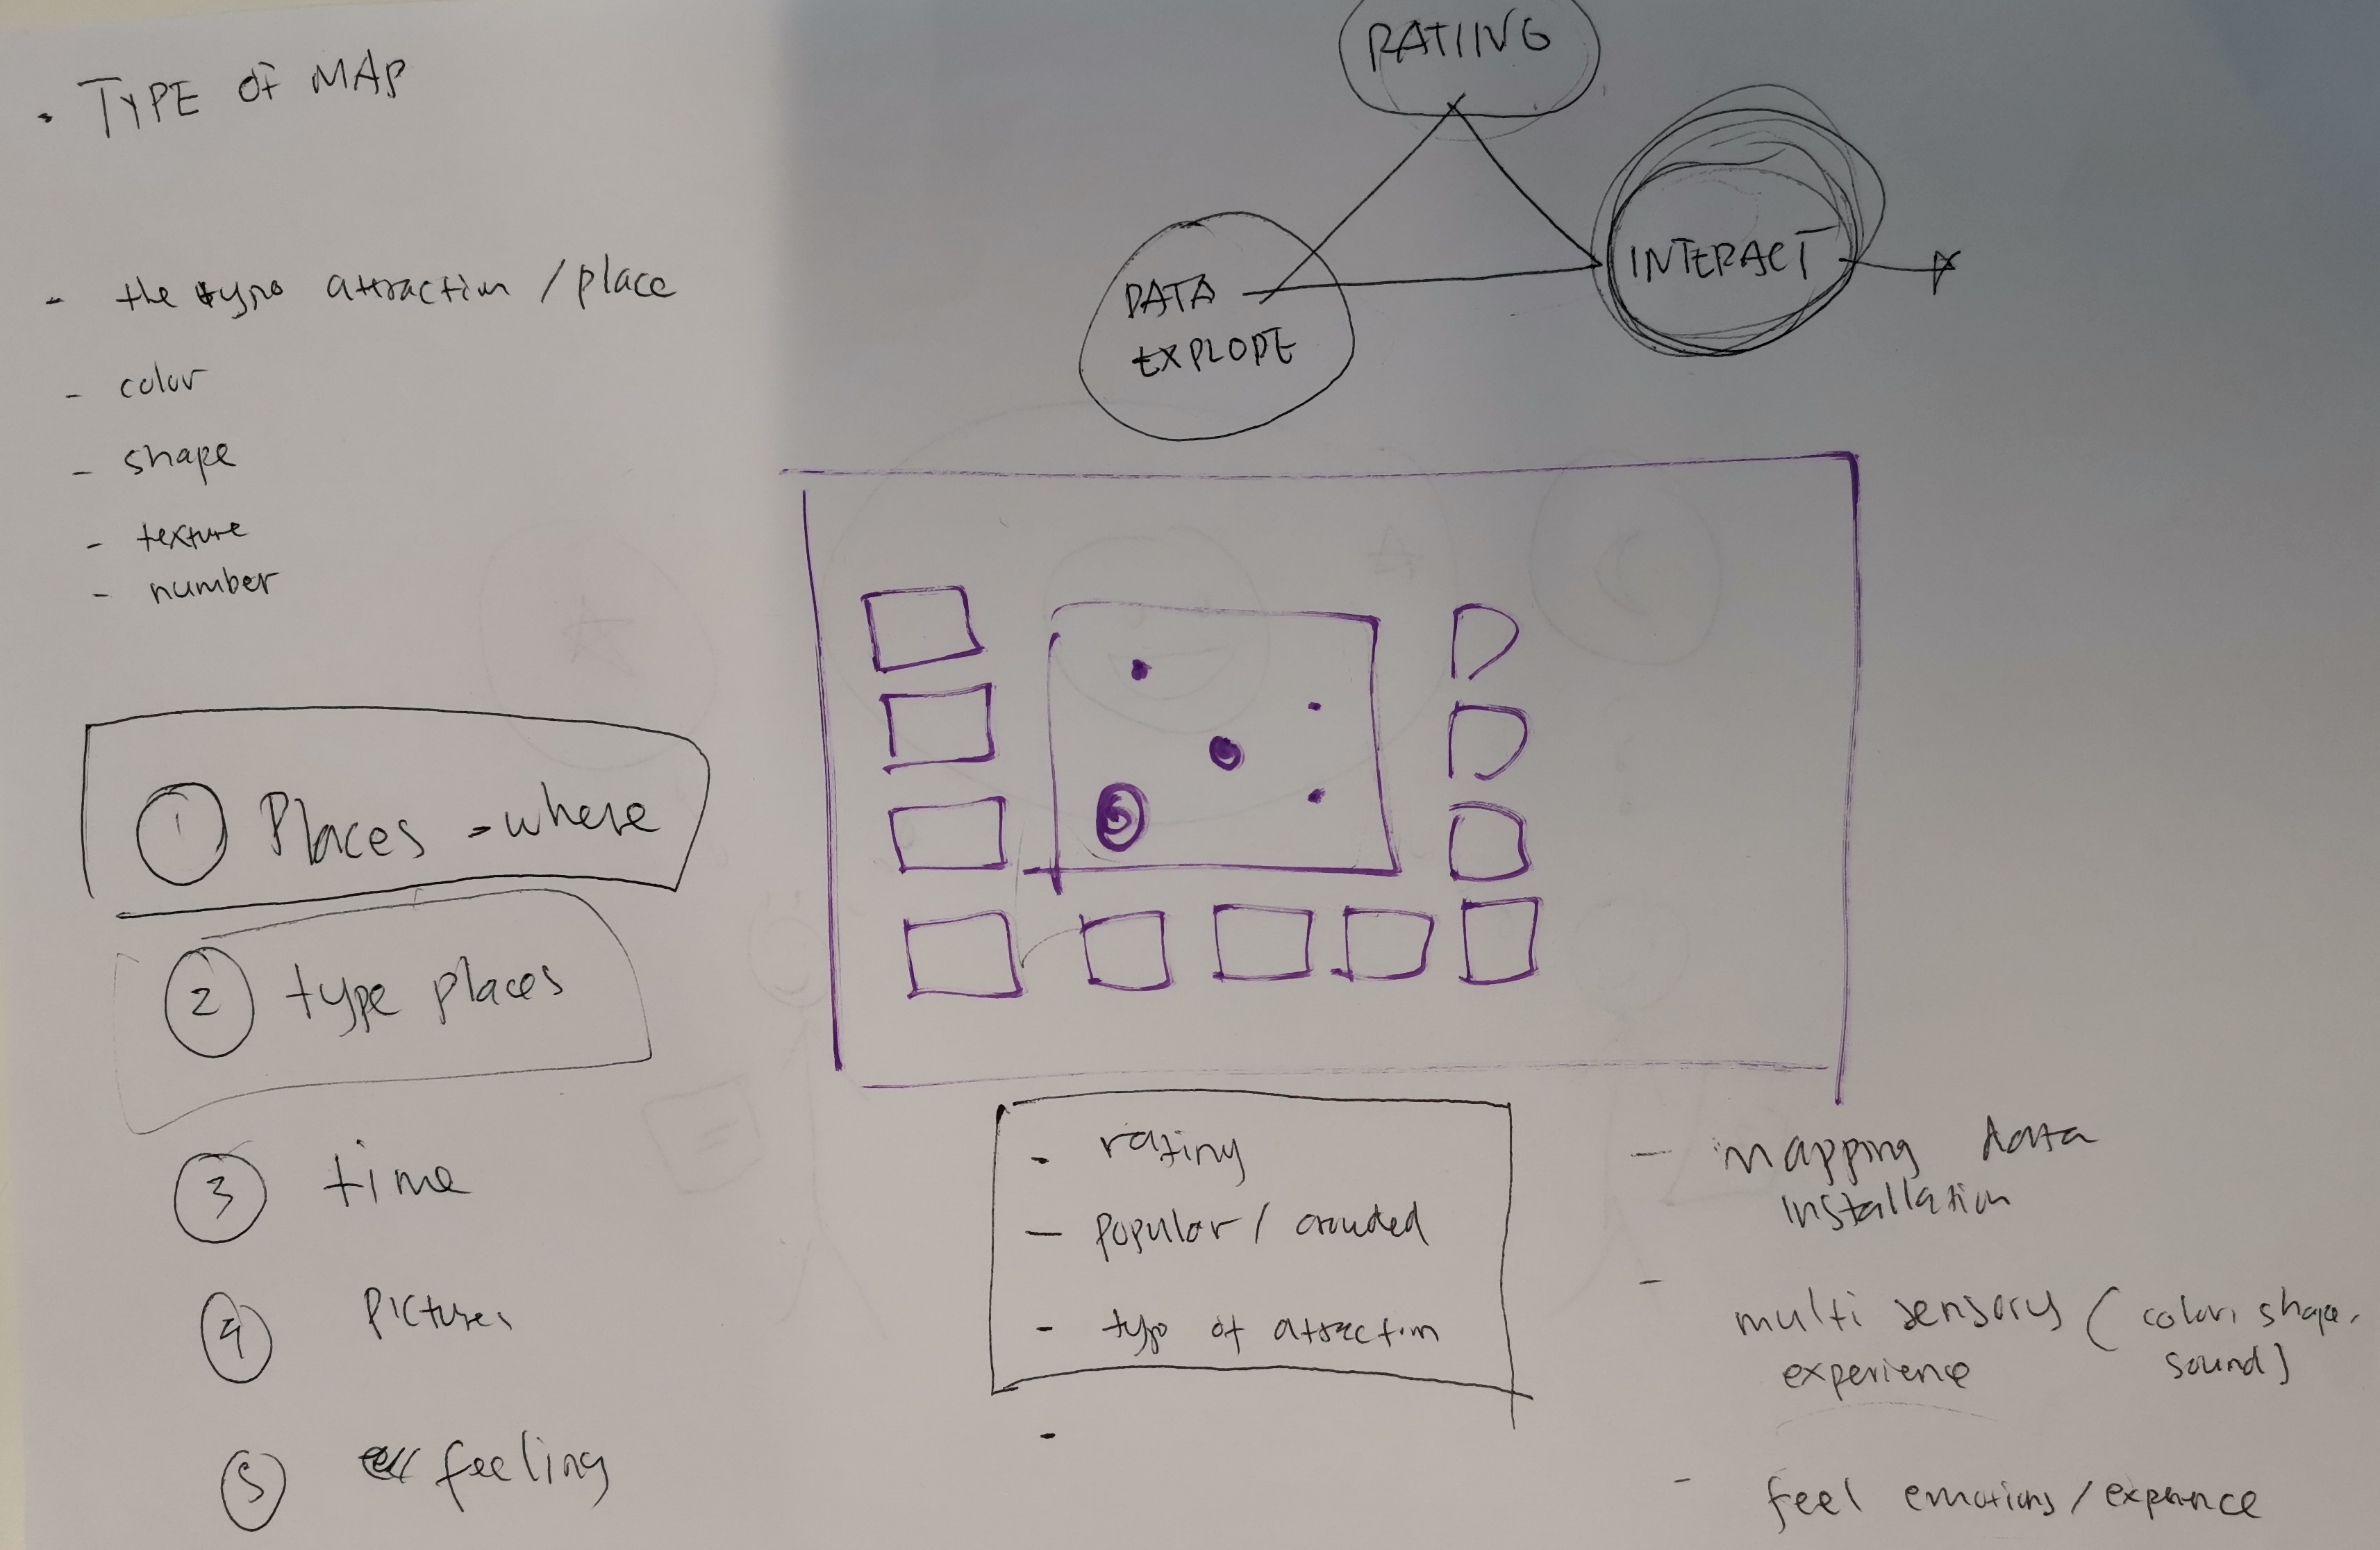 • TYPE OF MAP
- the type attraction / place
- color
- shape
- texture
- number
1 Places - where
2 type places
3 time
4 Pictures
5 feeling
RATIING
DATA
EXPLORE
INTERACT
- rating
- popular / crouded
- type of attraction
-
- mapping data
installation
- multi sensory ( color, shape,
experience sound )
- feel emotions / experience